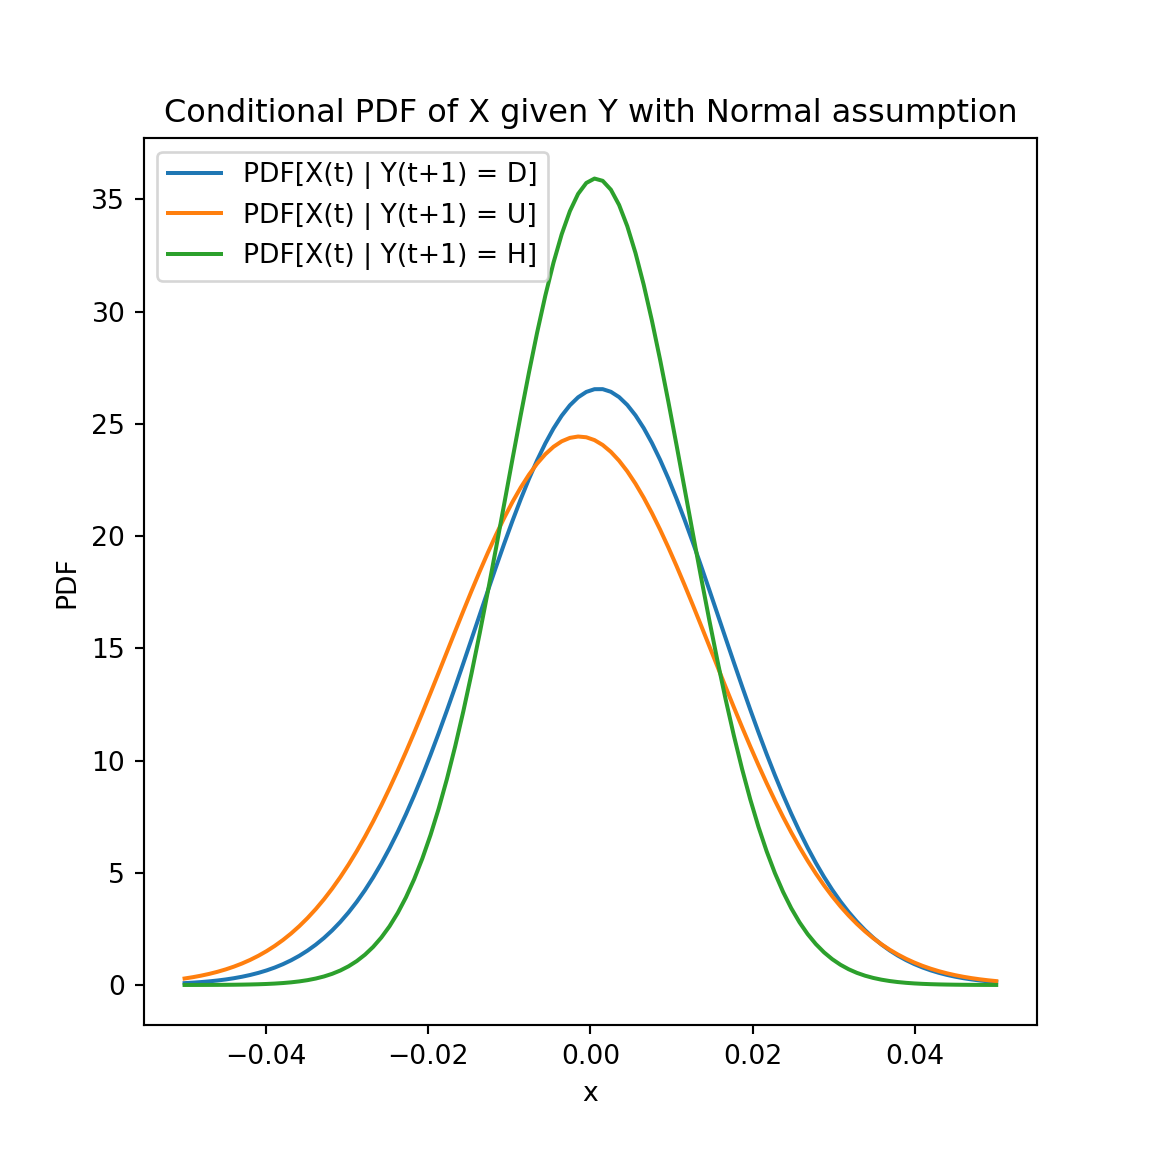 Conditional PDF of X given Y with Normal assumption
PDF[X(t) | Y(t+1) = D]
PDF[X(t) | Y(t+1) = U]
PDF[X(t) | Y(t+1) = H]
35
30
25
20
15
10
5
0
PDF
−0.04
−0.02
0.00
0.02
0.04
x